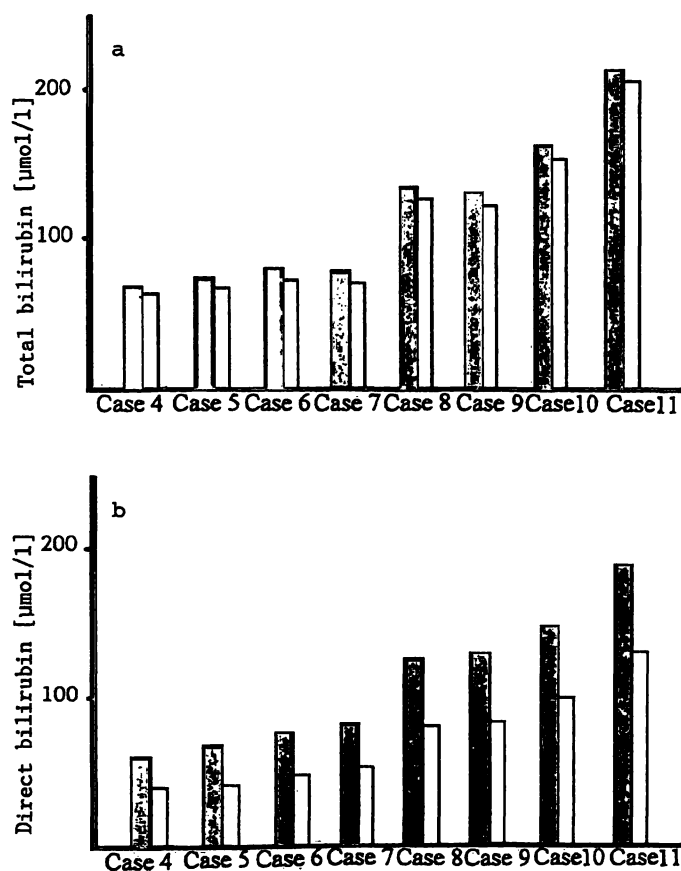 a
Total bilirubin [µmol/l]
200
100
Case 4 Case 5 Case 6 Case 7 Case 8 Case 9 Case10 Case11
b
Direct bilirubin [µmol/l]
200
100
Case 4 Case 5 Case 6 Case 7 Case 8 Case 9 Case10 Case11